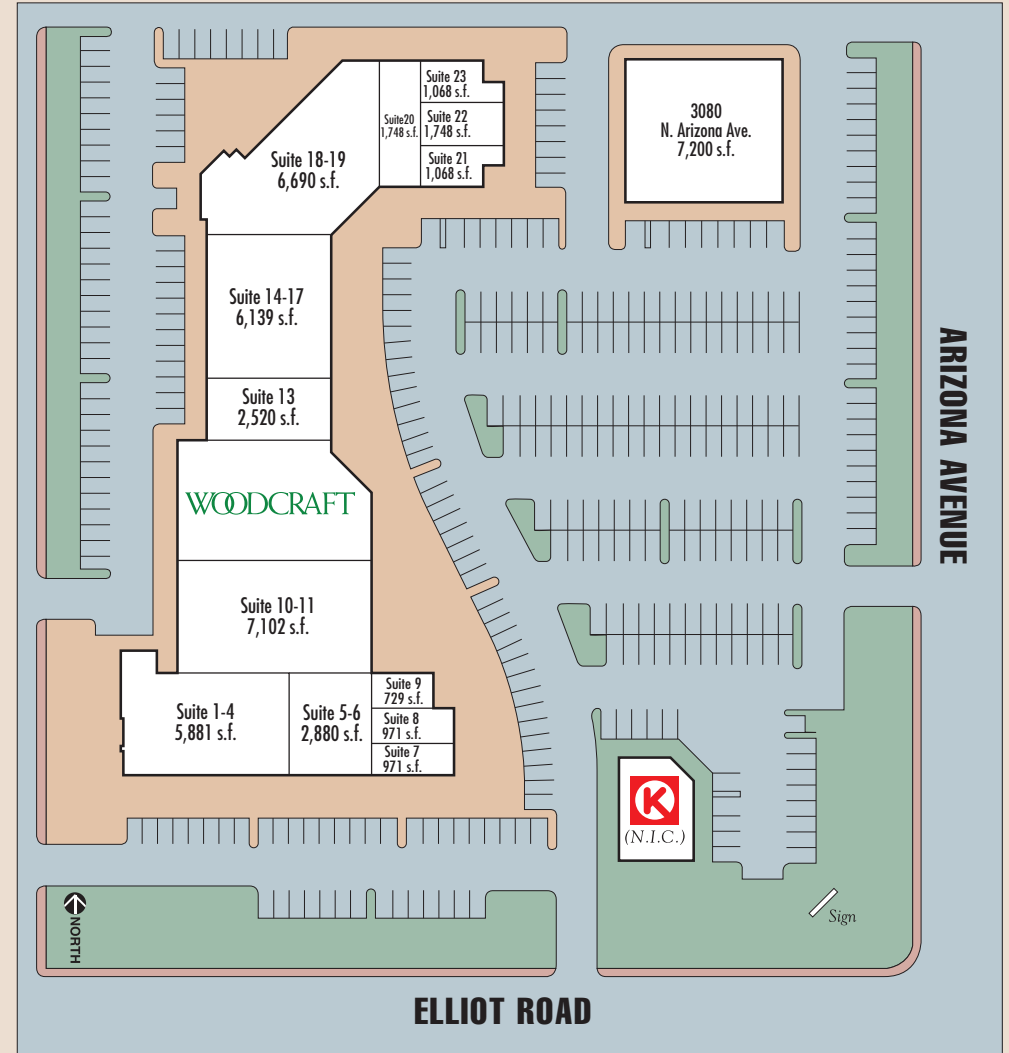 Suite 23
1,068 s.f.
Suite20
1,748 s.f.
Suite 22
1,748 s.f.
Suite 21
1,068 s.f.
Suite 18-19
6,690 s.f.
3080
N. Arizona Ave.
7,200 s.f.
Suite 14-17
6,139 s.f.
Suite 13
2,520 s.f.
WOODCRAFT
Suite 10-11
7,102 s.f.
Suite 1-4
5,881 s.f.
Suite 5-6
2,880 s.f.
Suite 9
729 s.f.
Suite 8
971 s.f.
Suite 7
971 s.f.
K
(N.I.C.)
Sign
NORTH
ARIZONA AVENUE
ELLIOT ROAD